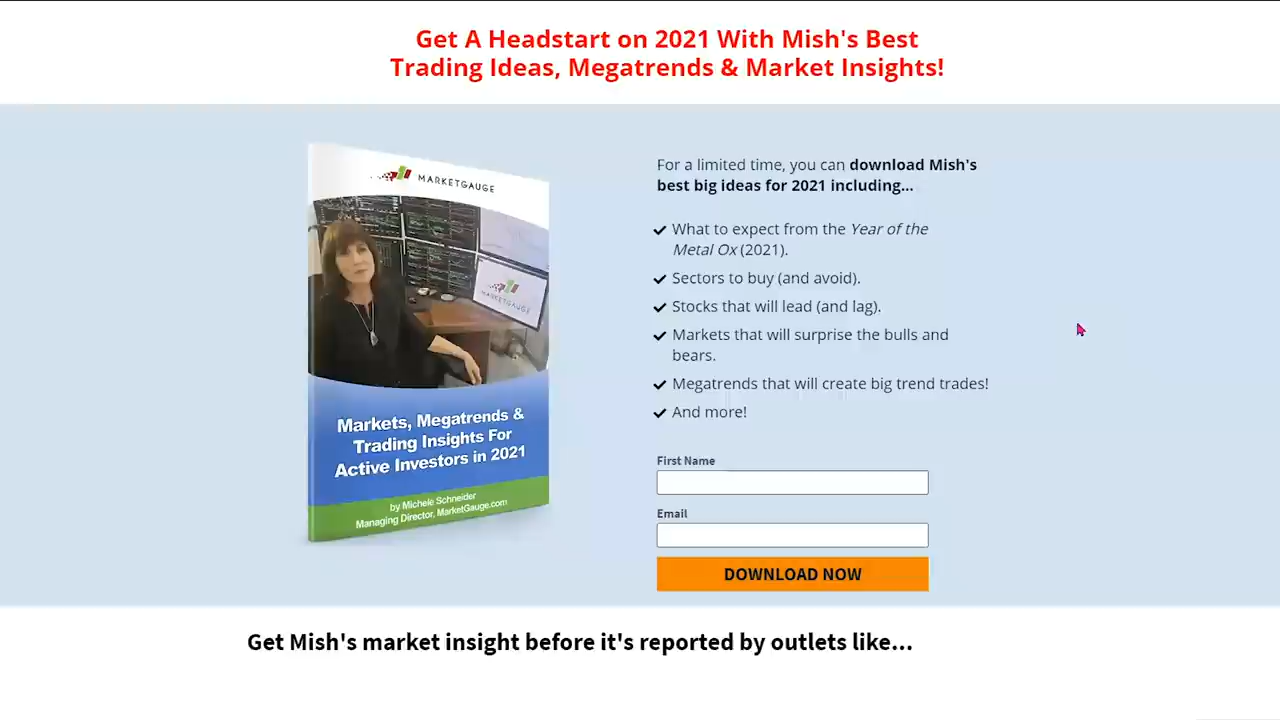 Get A Headstart on 2021 With Mish's Best
Trading Ideas, Megatrends & Market Insights!
MARKETGAUGE
MARKETGAUGE
Markets, Megatrends &
Trading Insights For
Active Investors in 2021
by Michele Schneider
Managing Director, MarketGauge.com
For a limited time, you can download Mish's
best big ideas for 2021 including...
What to expect from the Year of the
Metal Ox (2021).
Sectors to buy (and avoid).
Stocks that will lead (and lag).
Markets that will surprise the bulls and
bears.
Megatrends that will create big trend trades!
And more!
First Name
Email
DOWNLOAD NOW
Get Mish's market insight before it's reported by outlets like...